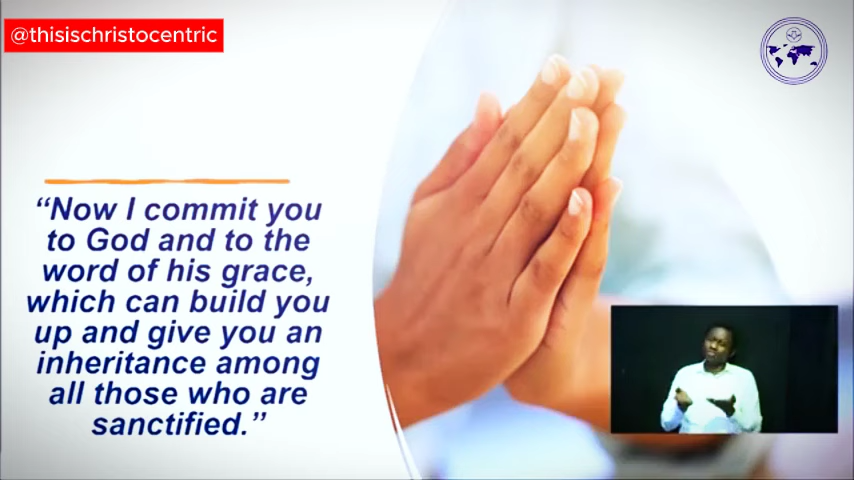 @thisischristocentric
“Now I commit you
to God and to the
word of his grace,
which can build you
up and give you an
inheritance among
all those who are
sanctified.”